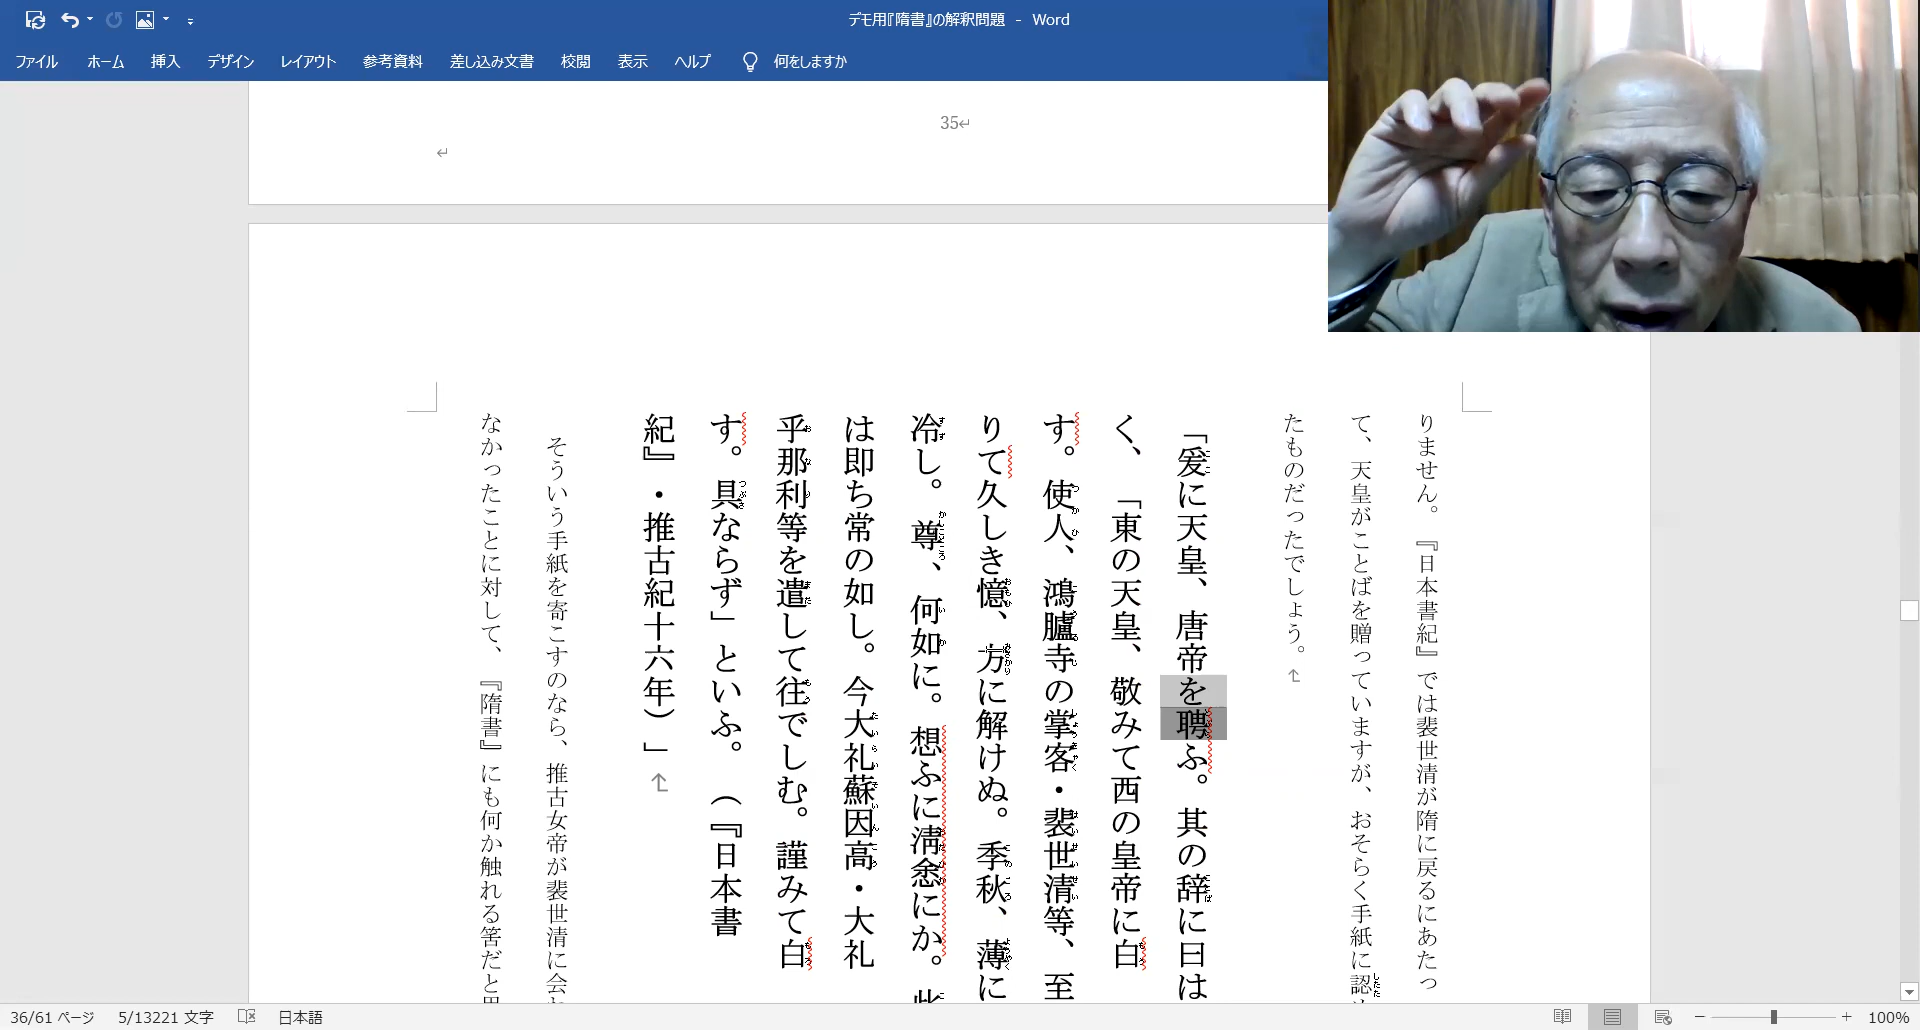 デモ用『隋書』の解釈問題 - Word
ファイル ホーム 挿入 デザイン レイアウト 参考資料 差し込み文書 校閲 表示 ヘルプ 何をしますか
35
りません。『日本書紀』では裴世清が隋に戻るにあたっ
て、天皇がことばを贈っていますが、おそらく手紙に認
たものだったでしょう。
「爰に天皇、唐帝を聘ふ。其の辞に曰は
く、「東の天皇、敬みて西の皇帝に白
す。使人、鴻臚寺の掌客・裴世清等、至
りて久しき憶、方に解けぬ。季秋、薄に
冷し。尊、何如に。想ふに清悆にか。此
は即ち常の如し。今大礼蘇因高・大礼
乎那利等を遣して往でしむ。謹みて白
す。具ならず」といふ。（『日本書
紀』・推古紀十六年）」
そういう手紙を寄こすのなら、推古女帝が裴世清に会わ
なかったことに対して、『隋書』にも何か触れる筈だと思
36/61 ページ 5/13221 文字 日本語 100%